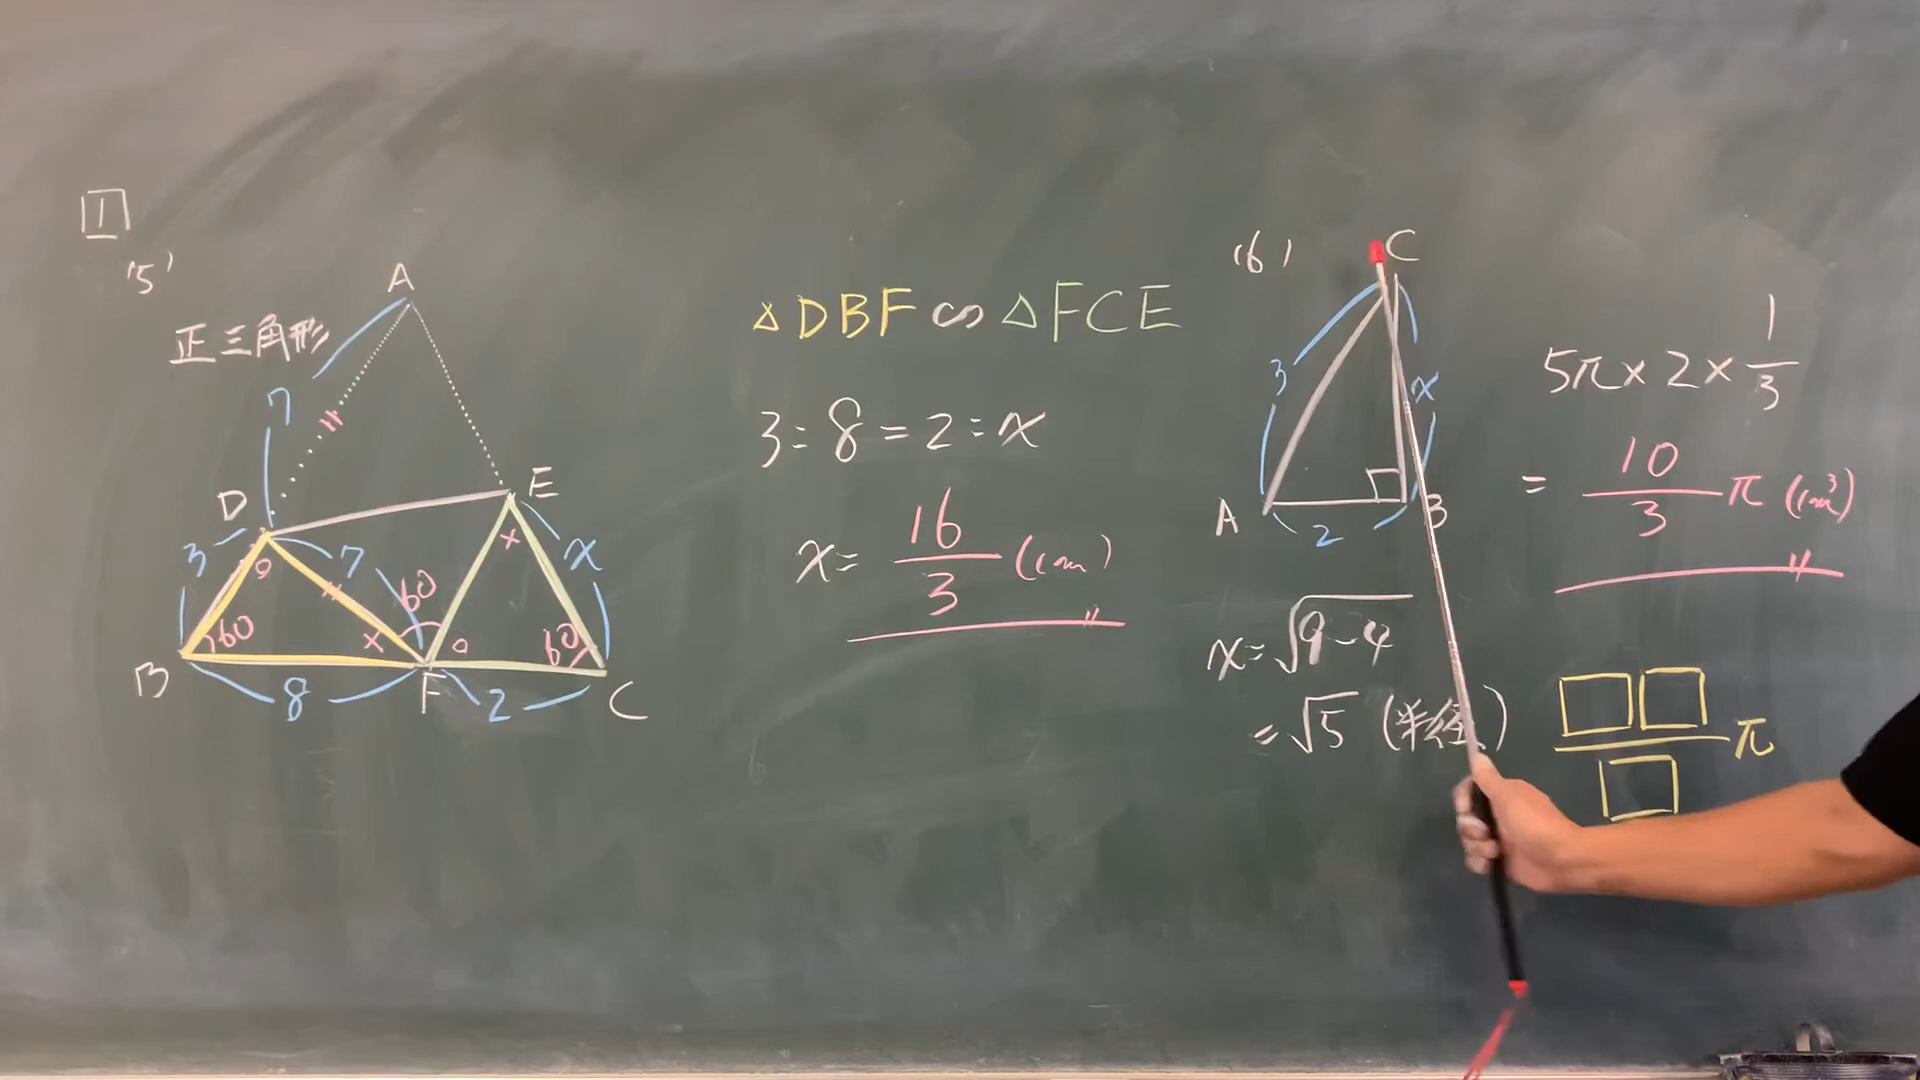 1
(5)
正三角形
A
7
D
E
3
7
x
60
60
60
B
8
F
2
C
△DBF∽△FCE
3:8=2:x
x= 16/3 (cm)
(6)
C
3
x
A
2
B
x=√9-4
=√5 (半径)
5π×2×1/3
= 10/3 π (cm³)
□□/□ π